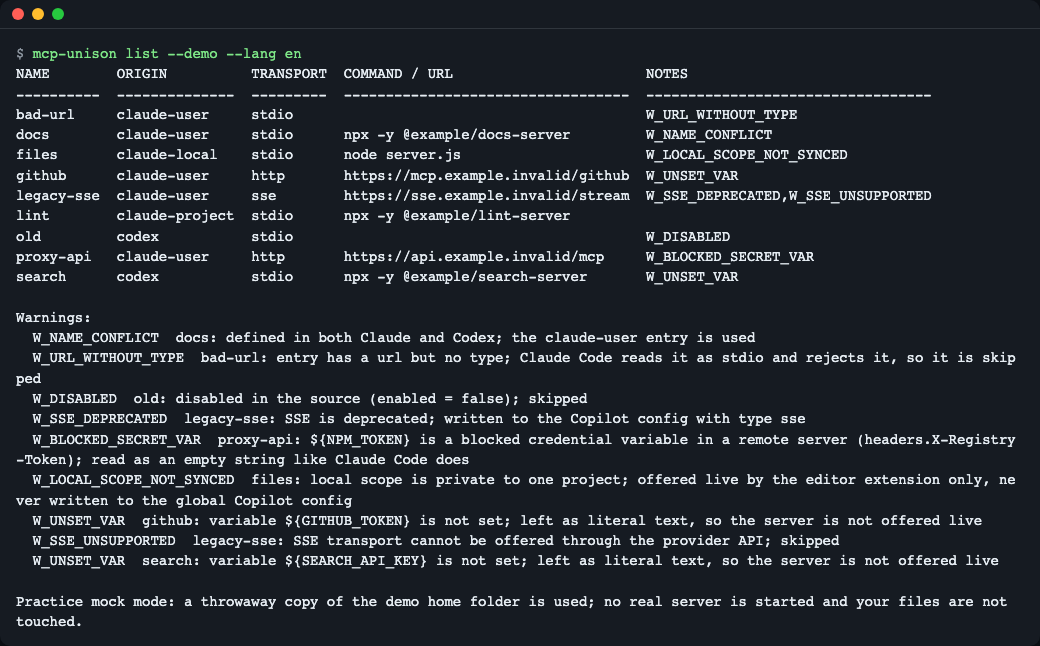 $ mcp-unison list --demo --lang en
NAME        ORIGIN          TRANSPORT  COMMAND / URL                       NOTES
----------  --------------  ---------  ----------------------------------  ----------------------------------
bad-url     claude-user     stdio                                          W_URL_WITHOUT_TYPE
docs        claude-user     stdio      npx -y @example/docs-server         W_NAME_CONFLICT
files       claude-local    stdio      node server.js                      W_LOCAL_SCOPE_NOT_SYNCED
github      claude-user     http       https://mcp.example.invalid/github  W_UNSET_VAR
legacy-sse  claude-user     sse        https://sse.example.invalid/stream  W_SSE_DEPRECATED,W_SSE_UNSUPPORTED
lint        claude-project  stdio      npx -y @example/lint-server
old         codex           stdio                                          W_DISABLED
proxy-api   claude-user     http       https://api.example.invalid/mcp     W_BLOCKED_SECRET_VAR
search      codex           stdio      npx -y @example/search-server       W_UNSET_VAR
Warnings:
  W_NAME_CONFLICT  docs: defined in both Claude and Codex; the claude-user entry is used
  W_URL_WITHOUT_TYPE  bad-url: entry has a url but no type; Claude Code reads it as stdio and rejects it, so it is skip
ped
  W_DISABLED  old: disabled in the source (enabled = false); skipped
  W_SSE_DEPRECATED  legacy-sse: SSE is deprecated; written to the Copilot config with type sse
  W_BLOCKED_SECRET_VAR  proxy-api: ${NPM_TOKEN} is a blocked credential variable in a remote server (headers.X-Registry
-Token); read as an empty string like Claude Code does
  W_LOCAL_SCOPE_NOT_SYNCED  files: local scope is private to one project; offered live by the editor extension only, ne
ver written to the global Copilot config
  W_UNSET_VAR  github: variable ${GITHUB_TOKEN} is not set; left as literal text, so the server is not offered live
  W_SSE_UNSUPPORTED  legacy-sse: SSE transport cannot be offered through the provider API; skipped
  W_UNSET_VAR  search: variable ${SEARCH_API_KEY} is not set; left as literal text, so the server is not offered live
Practice mock mode: a throwaway copy of the demo home folder is used; no real server is started and your files are not
touched.